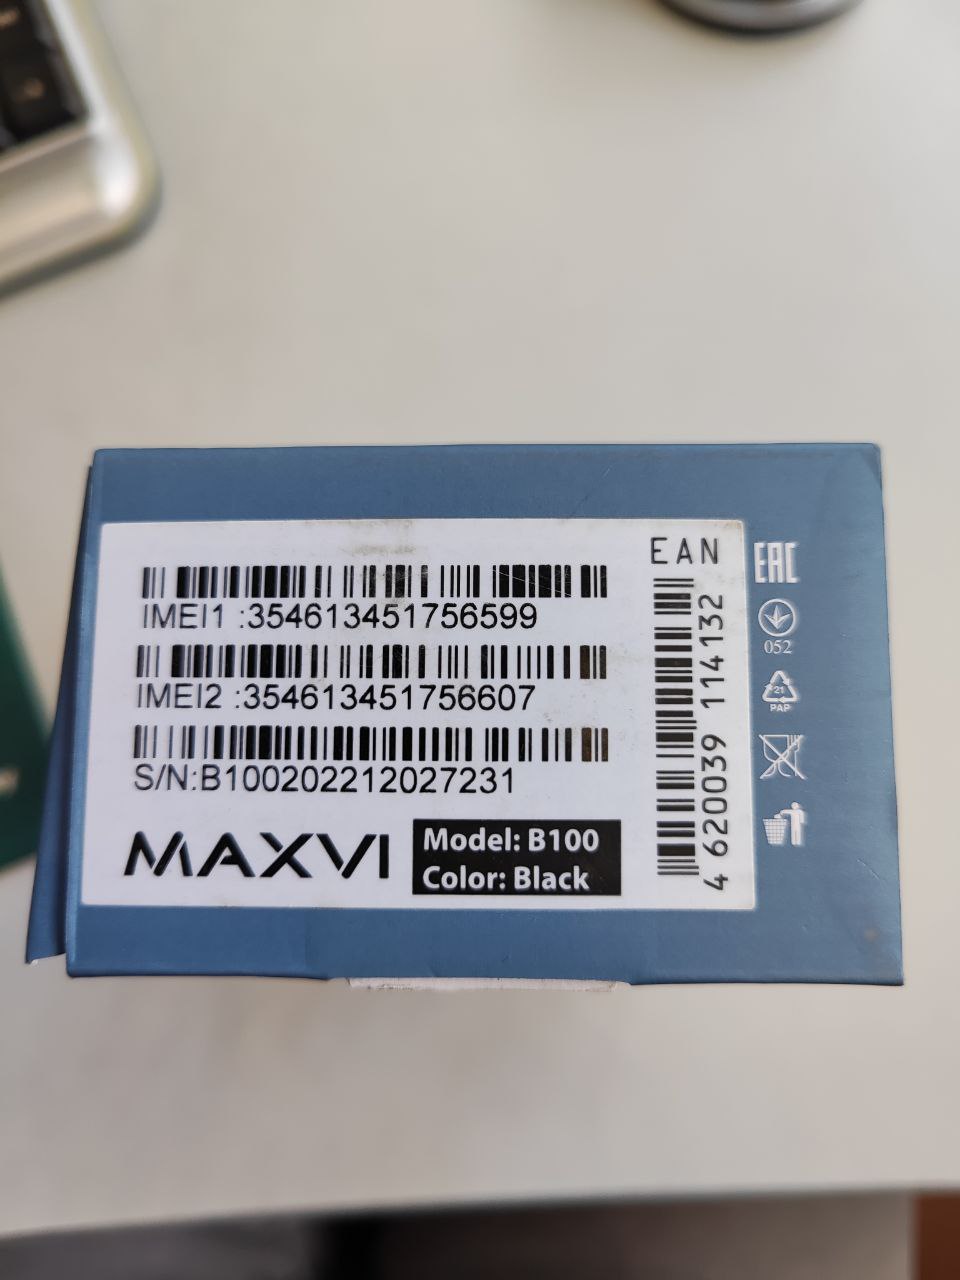 IMEI1 :354613451756599
IMEI2 :354613451756607
S/N:B100202212027231
MAXVI
Model: B100
Color: Black
EAN
4 620039 114132
EAC
052
21
PAP